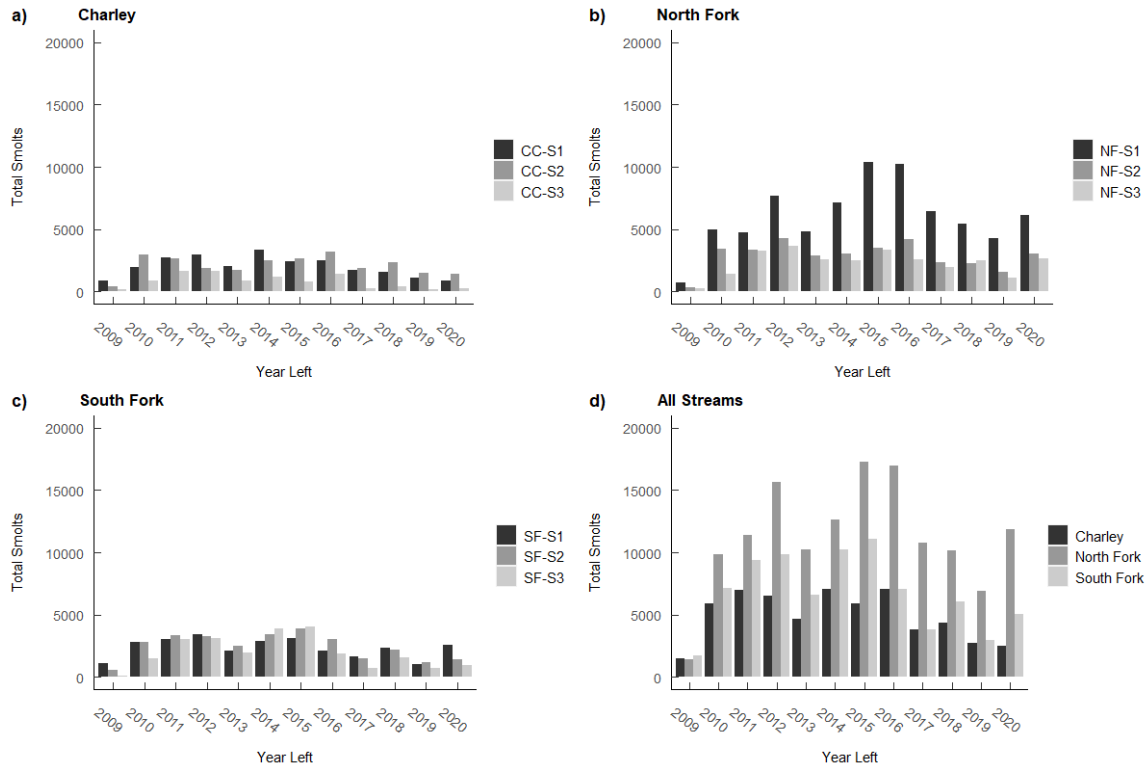 a) Charley
20000
15000
10000
5000
0
Total Smolts
2009 2010 2011 2012 2013 2014 2015 2016 2017 2018 2019 2020
Year Left
CC-S1
CC-S2
CC-S3
b) North Fork
20000
15000
10000
5000
0
Total Smolts
2009 2010 2011 2012 2013 2014 2015 2016 2017 2018 2019 2020
Year Left
NF-S1
NF-S2
NF-S3
c) South Fork
20000
15000
10000
5000
0
Total Smolts
2009 2010 2011 2012 2013 2014 2015 2016 2017 2018 2019 2020
Year Left
SF-S1
SF-S2
SF-S3
d) All Streams
20000
15000
10000
5000
0
Total Smolts
2009 2010 2011 2012 2013 2014 2015 2016 2017 2018 2019 2020
Year Left
Charley
North Fork
South Fork